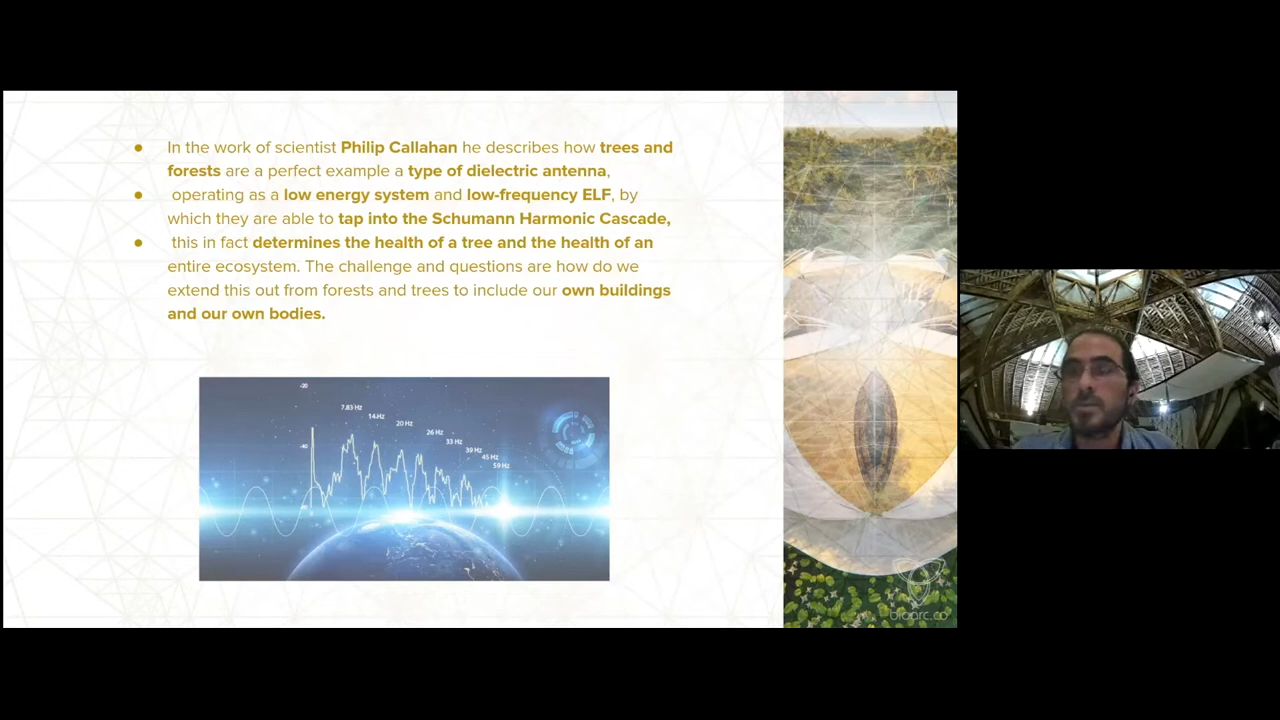 In the work of scientist Philip Callahan he describes how trees and
forests are a perfect example a type of dielectric antenna,
operating as a low energy system and low-frequency ELF, by
which they are able to tap into the Schumann Harmonic Cascade,
this in fact determines the health of a tree and the health of an
entire ecosystem. The challenge and questions are how do we
extend this out from forests and trees to include our own buildings
and our own bodies.
-20
7.83 Hz
14 Hz
20 Hz
26 Hz
33 Hz
-40
39 Hz
45 Hz
59 Hz
bioarc.co